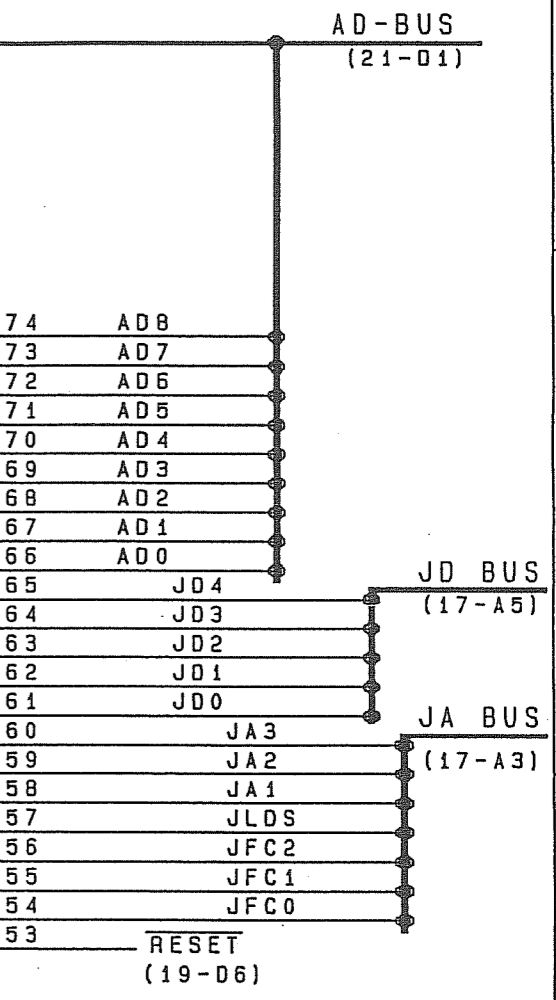 AD-BUS
(21-D1)
74 AD8
73 AD7
72 AD6
71 AD5
70 AD4
69 AD3
68 AD2
67 AD1
66 AD0
65 JD4
JD BUS
(17-A5)
64 JD3
63 JD2
62 JD1
61 JD0
JA BUS
60 JA3
59 JA2
(17-A3)
58 JA1
57 JLDS
56 JFC2
55 JFC1
54 JFC0
53 RESET
(19-D6)